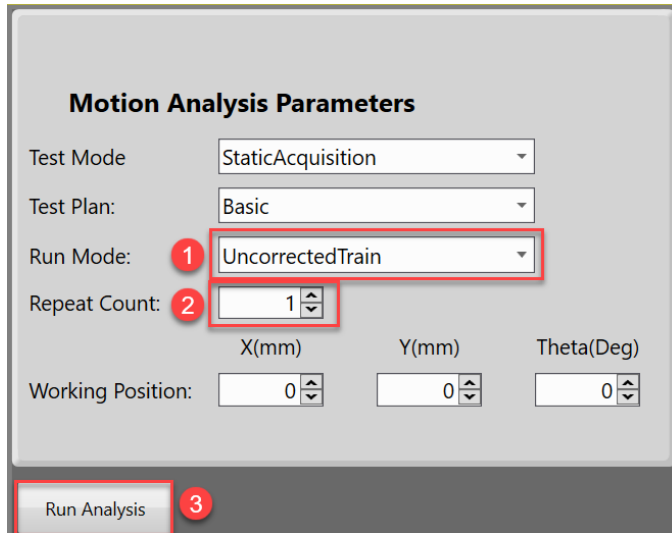 Motion Analysis Parameters
Test Mode StaticAcquisition
Test Plan: Basic
Run Mode: 1 UncorrectedTrain
Repeat Count: 2 1
X(mm) Y(mm) Theta(Deg)
Working Position: 0 0 0
Run Analysis 3